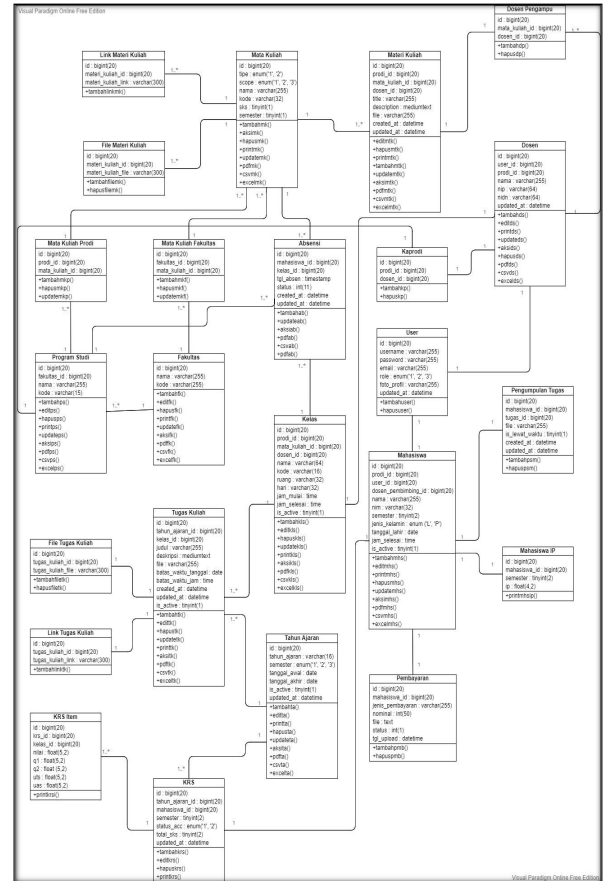 Visual Paradigm Online Free Edition
Dosen Pengampu
id : bigint(20)
mata_kuliah_id : bigint(20)
dosen_id : bigint(20)
+tambahdp()
+hapusdp()
Link Materi Kuliah
id : bigint(20)
materi_kuliah_id : bigint(20)
materi_kuliah_link : varchar(300)
+tambahlinkmk()
Mata Kuliah
id : bigint(20)
tipe : enum('1', '2')
scope : enum('1', '2', '3')
nama : varchar(255)
kode : varchar(32)
sks : tinyint(1)
semester : tinyint(1)
+tambahmk()
+aksimk()
+hapusmk()
+printmk()
+updatemk()
+pdfmk()
+csvmk()
+excelmk()
Materi Kuliah
id : bigint(20)
prodi_id : bigint(20)
mata_kuliah_id : bigint(20)
dosen_id : bigint(20)
title : varchar(255)
description : mediumtext
file : varchar(255)
created_at : datetime
updated_at : datetime
+editmtk()
+hapusmtk()
+printmtk()
+tambahmtk()
+updatemtk()
+aksimtk()
+pdfmtk()
+csvmtk()
+excelmtk()
File Materi Kuliah
id : bigint(20)
materi_kuliah_id : bigint(20)
materi_kuliah_file : varchar(300)
+tambahfilemk()
+hapusfilemk()
Dosen
id : bigint(20)
user_id : bigint(20)
prodi_id : bigint(20)
nama : varchar(255)
nip : varchar(64)
nidn : varchar(64)
updated_at : datetime
+tambahds()
+editds()
+printds()
+updateds()
+aksids()
+hapusds()
+pdfds()
+csvds()
+excelds()
Mata Kuliah Prodi
id : bigint(20)
prodi_id : bigint(20)
mata_kuliah_id : bigint(20)
+tambahmkp()
+hapusmkp()
+updatemkp()
Mata Kuliah Fakultas
id : bigint(20)
fakultas_id : bigint(20)
mata_kuliah_id : bigint(20)
+tambahmkf()
+hapusmkf()
+updatemkf()
Absensi
id : bigint(20)
mahasiswa_id : bigint(20)
kelas_id : bigint(20)
tgl_absen : timestamp
status : int(11)
created_at : datetime
updated_at : datetime
+tambahab()
+updateab()
+aksiab()
+pdfab()
+csvab()
+pdfab()
Kaprodi
id : bigint(20)
prodi_id : bigint(20)
dosen_id : bigint(20)
+tambahkp()
+hapuskp()
User
id : bigint(20)
username : varchar(255)
password : varchar(255)
email : varchar(255)
role : enum('1', '2', '3')
foto_profil : varchar(255)
updated_at : datetime
+tambahuser()
+hapususer()
Program Studi
id : bigint(20)
fakultas_id : bigint(20)
nama : varchar(255)
kode : varchar(15)
+tambahps()
+editps()
+hapusps()
+printps()
+updateps()
+aksips()
+pdfps()
+csvps()
+excelps()
Fakultas
id : bigint(20)
nama : varchar(255)
kode : varchar(255)
+tambahfk()
+editfk()
+hapusfk()
+printfk()
+updatefk()
+aksifk()
+pdffk()
+csvfk()
+excelfk()
Pengumpulan Tugas
id : bigint(20)
mahasiswa_id : bigint(20)
tugas_id : bigint(20)
file : varchar(255)
is_lewat_waktu : tinyint(1)
created_at : datetime
updated_at : datetime
+tambahpsm()
+hapuspsm()
Kelas
id : bigint(20)
prodi_id : bigint(20)
mata_kuliah_id : bigint(20)
dosen_id : bigint(20)
nama : varchar(64)
kode : varchar(16)
ruang : varchar(32)
hari : varchar(32)
jam_mulai : time
jam_selesai : time
is_active : tinyint(1)
+tambahkls()
+editkls()
+hapuskls()
+updatekls()
+printkls()
+aksikls()
+pdfkls()
+csvkls()
+excelkls()
Mahasiswa
id : bigint(20)
prodi_id : bigint(20)
user_id : bigint(20)
dosen_pembimbing_id : bigint(20)
nama : varchar(255)
nim : varchar(32)
semester : tinyint(2)
jenis_kelamin : enum ('L', 'P')
tanggal_lahir : date
jam_selesai : time
is_active : tinyint(1)
+tambahmhs()
+editmhs()
+printmhs()
+hapusmhs()
+updatemhs()
+aksimhs()
+pdfmhs()
+csvmhs()
+excelmhs()
Tugas Kuliah
id : bigint(20)
tahun_ajaran_id : bigint(20)
kelas_id : bigint(20)
judul : varchar(255)
deskripsi : mediumtext
file : varchar(255)
batas_waktu_tanggal : date
batas_waktu_jam : time
created_at : datetime
updated_at : datetime
is_active : tinyint(1)
+tambahtk()
+edittk()
+hapustk()
+updatetk()
+printtk()
+aksitk()
+pdftk()
+csvtk()
+exceltk()
File Tugas Kuliah
id : bigint(20)
tugas_kuliah_id : bigint(20)
tugas_kuliah_file : varchar(300)
+tambahfiletk()
+hapusfiletk()
Mahasiswa IP
id : bigint(20)
mahasiswa_id : bigint(20)
semester : tinyint(2)
ip : float(4,2)
+printmhsip()
Link Tugas Kuliah
id : bigint(20)
tugas_kuliah_id : bigint(20)
tugas_kuliah_link : varchar(300)
+tambahlinktk()
Tahun Ajaran
id : bigint(20)
tahun_ajaran : varchar(16)
semester : enum('1', '2', '3')
tanggal_awal : date
tanggal_akhir : date
is_active : tinyint(1)
updated_at : datetime
+tambahta()
+editta()
+printta()
+hapusta()
+updateta()
+aksita()
+pdfta()
+csvta()
+excelta()
Pembayaran
id : bigint(20)
mahasiswa_id : bigint(20)
jenis_pembayaran : varchar(255)
nominal : int(50)
file : text
status : int(1)
tgl_upload : datetime
+tambahpmb()
+hapuspmb()
KRS Item
id : bigint(20)
krs_id : bigint(20)
kelas_id : bigint(20)
nilai : float(5,2)
q1 : float(5,2)
q2 : float (5,2)
uts : float(5,2)
uas : float(5,2)
+printkrsi()
KRS
id : bigint(20)
tahun_ajaran_id : bigint(20)
mahasiswa_id : bigint(20)
semester : tinyint(2)
status_acc : enum('1', '2')
total_sks : tinyint(2)
updated_at : datetime
+tambahkrs()
+editkrs()
+hapuskrs()
+printkrs()
Visual Paradigm Online Free Edition